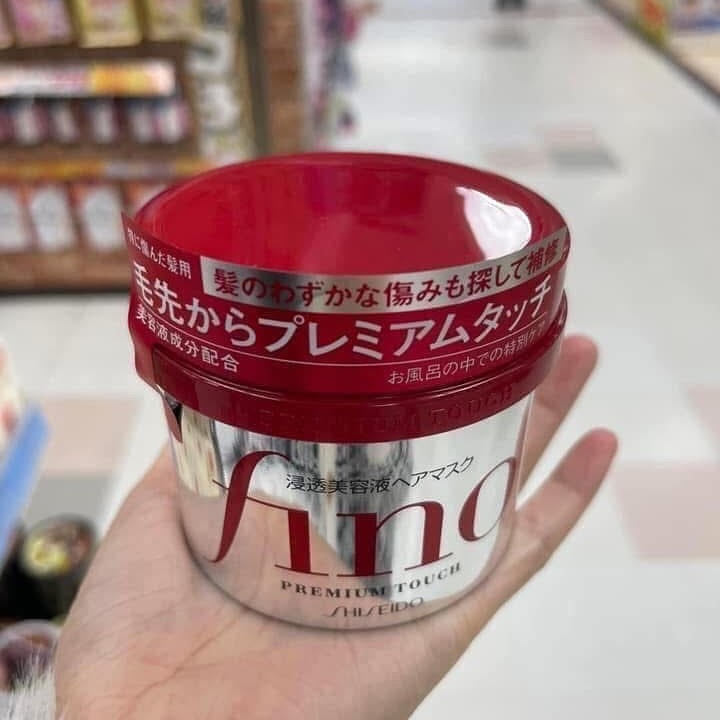 特に傷んだ髪用
髪のわずかな傷みも探して補修
毛先からプレミアムタッチ
美容液成分配合
お風呂の中での特別ケア
PREMIUM TOUCH
浸透美容液ヘアマスク
fino
PREMIUM TOUCH
SHISEIDO